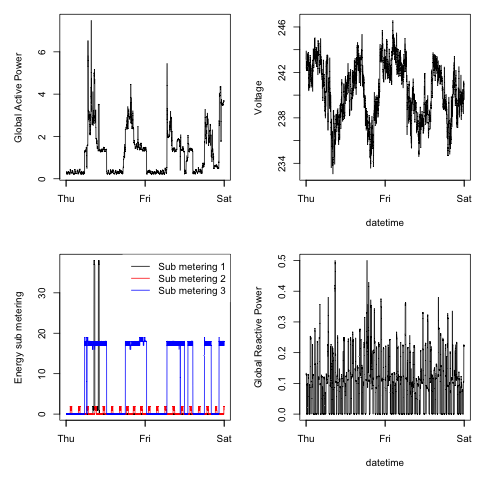 Global Active Power
6
4
2
0
Thu Fri Sat
Voltage
246
242
238
234
Thu Fri Sat
datetime
Energy sub metering
30
20
10
0
Sub metering 1
Sub metering 2
Sub metering 3
Thu Fri Sat
Global Reactive Power
0.5
0.4
0.3
0.2
0.1
0.0
Thu Fri Sat
datetime